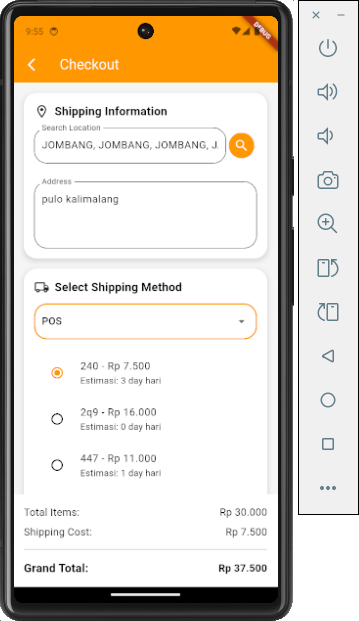 9:55
DEBUG
Checkout
Shipping Information
Search Location
JOMBANG, JOMBANG, JOMBANG, J
Address
pulo kalimalang
Select Shipping Method
POS
240 - Rp 7.500
Estimasi: 3 day hari
2q9 - Rp 16.000
Estimasi: 0 day hari
447 - Rp 11.000
Estimasi: 1 day hari
Total Items: Rp 30.000
Shipping Cost: Rp 7.500
Grand Total: Rp 37.500